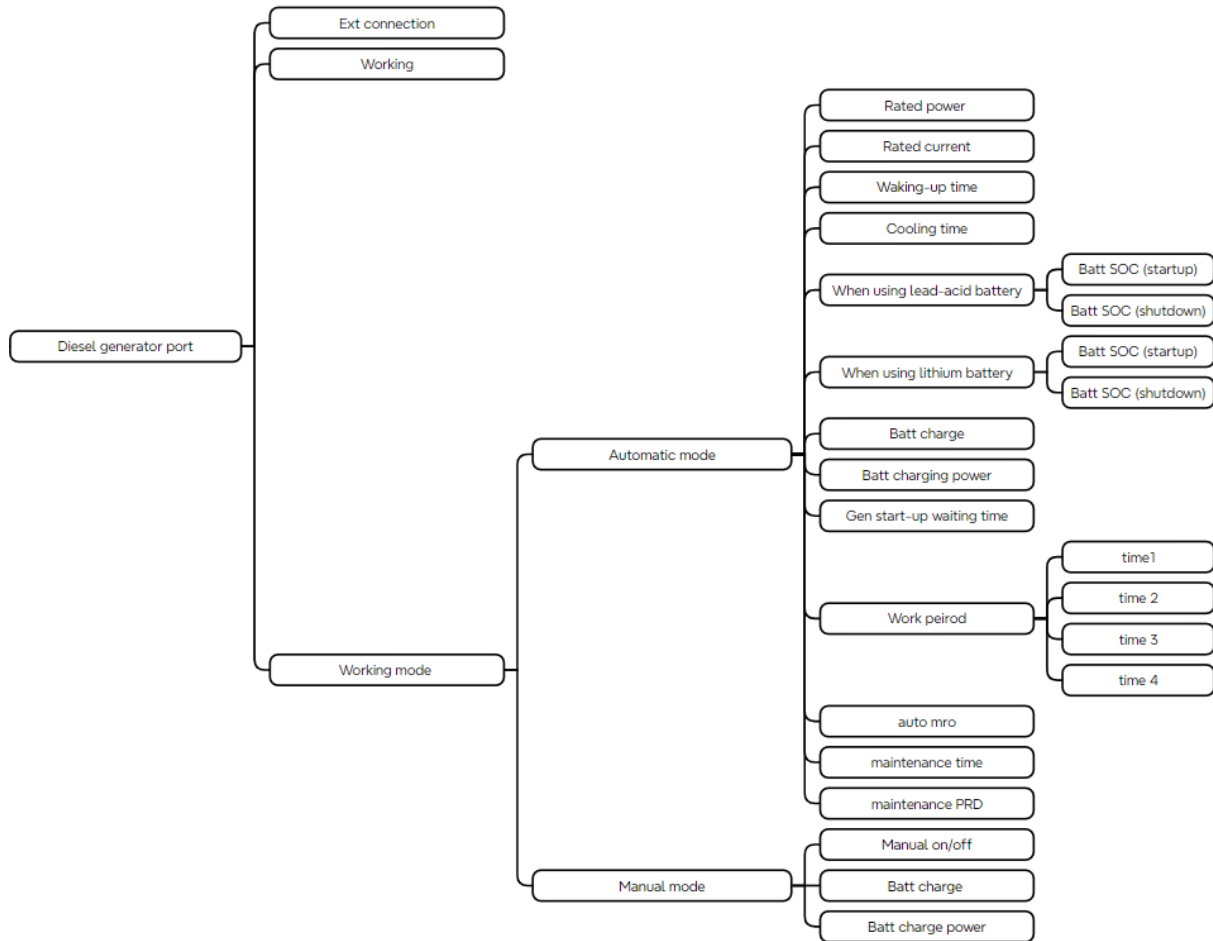 Diesel generator port
Ext connection
Working
Working mode
Automatic mode
Rated power
Rated current
Waking-up time
Cooling time
When using lead-acid battery
Batt SOC (startup)
Batt SOC (shutdown)
When using lithium battery
Batt SOC (startup)
Batt SOC (shutdown)
Batt charge
Batt charging power
Gen start-up waiting time
Work peirod
time1
time 2
time 3
time 4
auto mro
maintenance time
maintenance PRD
Manual mode
Manual on/off
Batt charge
Batt charge power